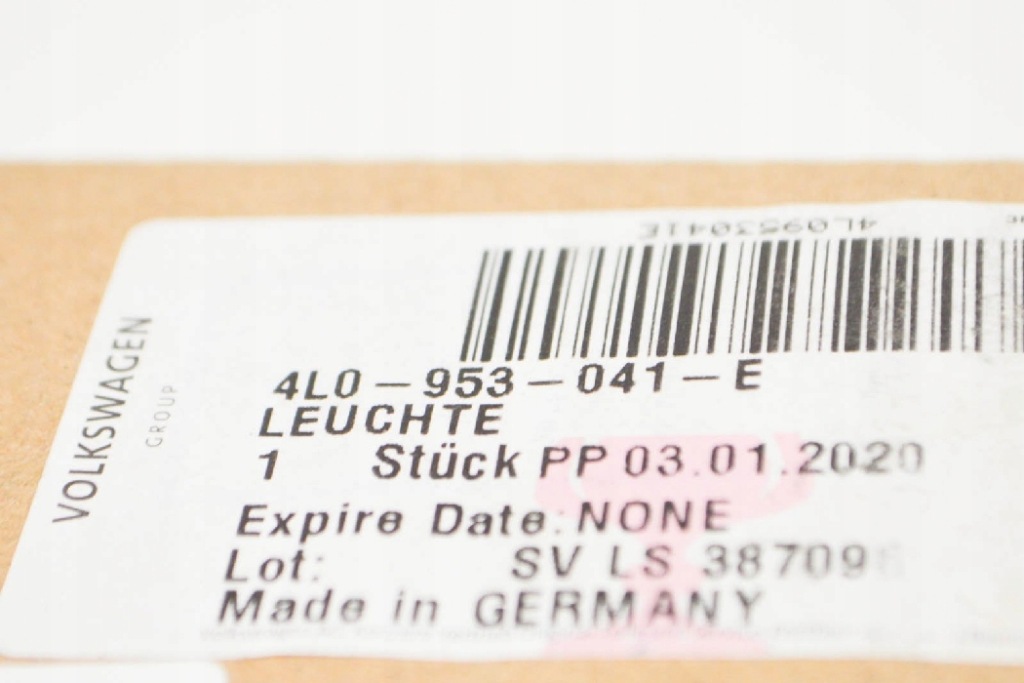 4L0953041E
4L0-953-041-E
LEUCHTE
1 Stück PP 03.01.2020
Expire Date: NONE
Lot: SV LS 38709
Made in GERMANY
VOLKSWAGEN
GROUP